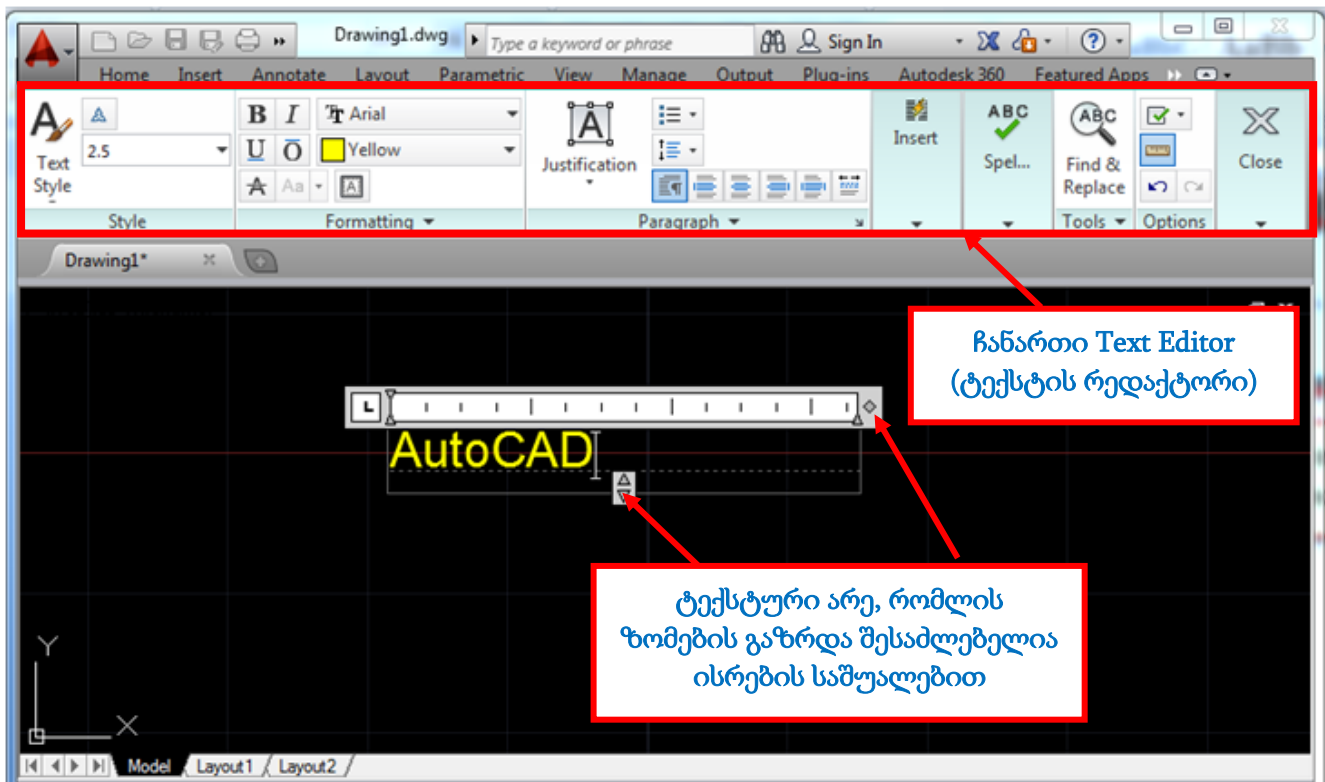 Drawing1.dwg Type a keyword or phrase Sign In
Home Insert Annotate Layout Parametric View Manage Output Plug-ins Autodesk 360 Featured Apps
Text Style
2.5
B I Arial
U O Yellow
A Aa A
A Justification
Insert
ABC Spel...
ABC Find & Replace
Close
Style Formatting Paragraph Tools Options
Drawing1*
ჩანართი Text Editor
(ტექსტის რედაქტორი)
L
AutoCAD
ტექსტური არე, რომლის
ზომების გაზრდა შესაძლებელია
ისრების საშუალებით
Y
X
Model Layout1 Layout2